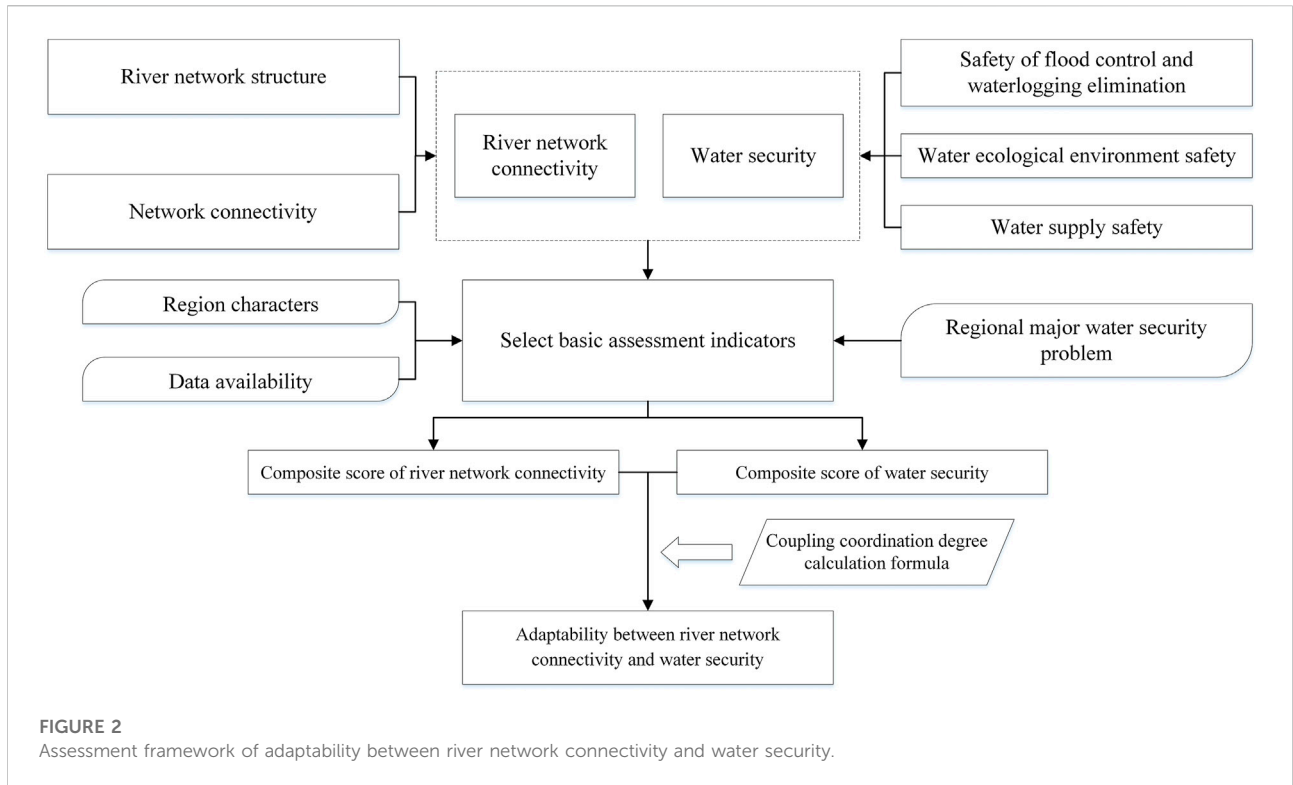 River network structure
Network connectivity
River network
connectivity
Water security
Safety of flood control and
waterlogging elimination
Water ecological environment safety
Water supply safety
Region characters
Data availability
Select basic assessment indicators
Regional major water security
problem
Composite score of river network connectivity
Composite score of water security
Coupling coordination degree
calculation formula
Adaptability between river network
connectivity and water security
FIGURE 2
Assessment framework of adaptability between river network connectivity and water security.